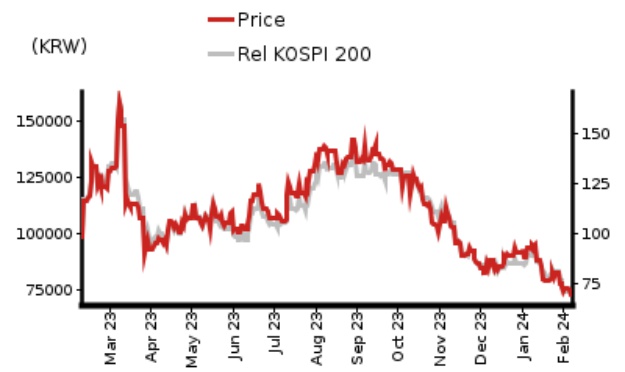 Price
(KRW)
Rel KOSPI 200
150000
125000
100000
75000
150
125
100
75
Mar 23
Apr 23
May 23
Jun 23
Jul 23
Aug 23
Sep 23
Oct 23
Nov 23
Dec 23
Jan 24
Feb 24